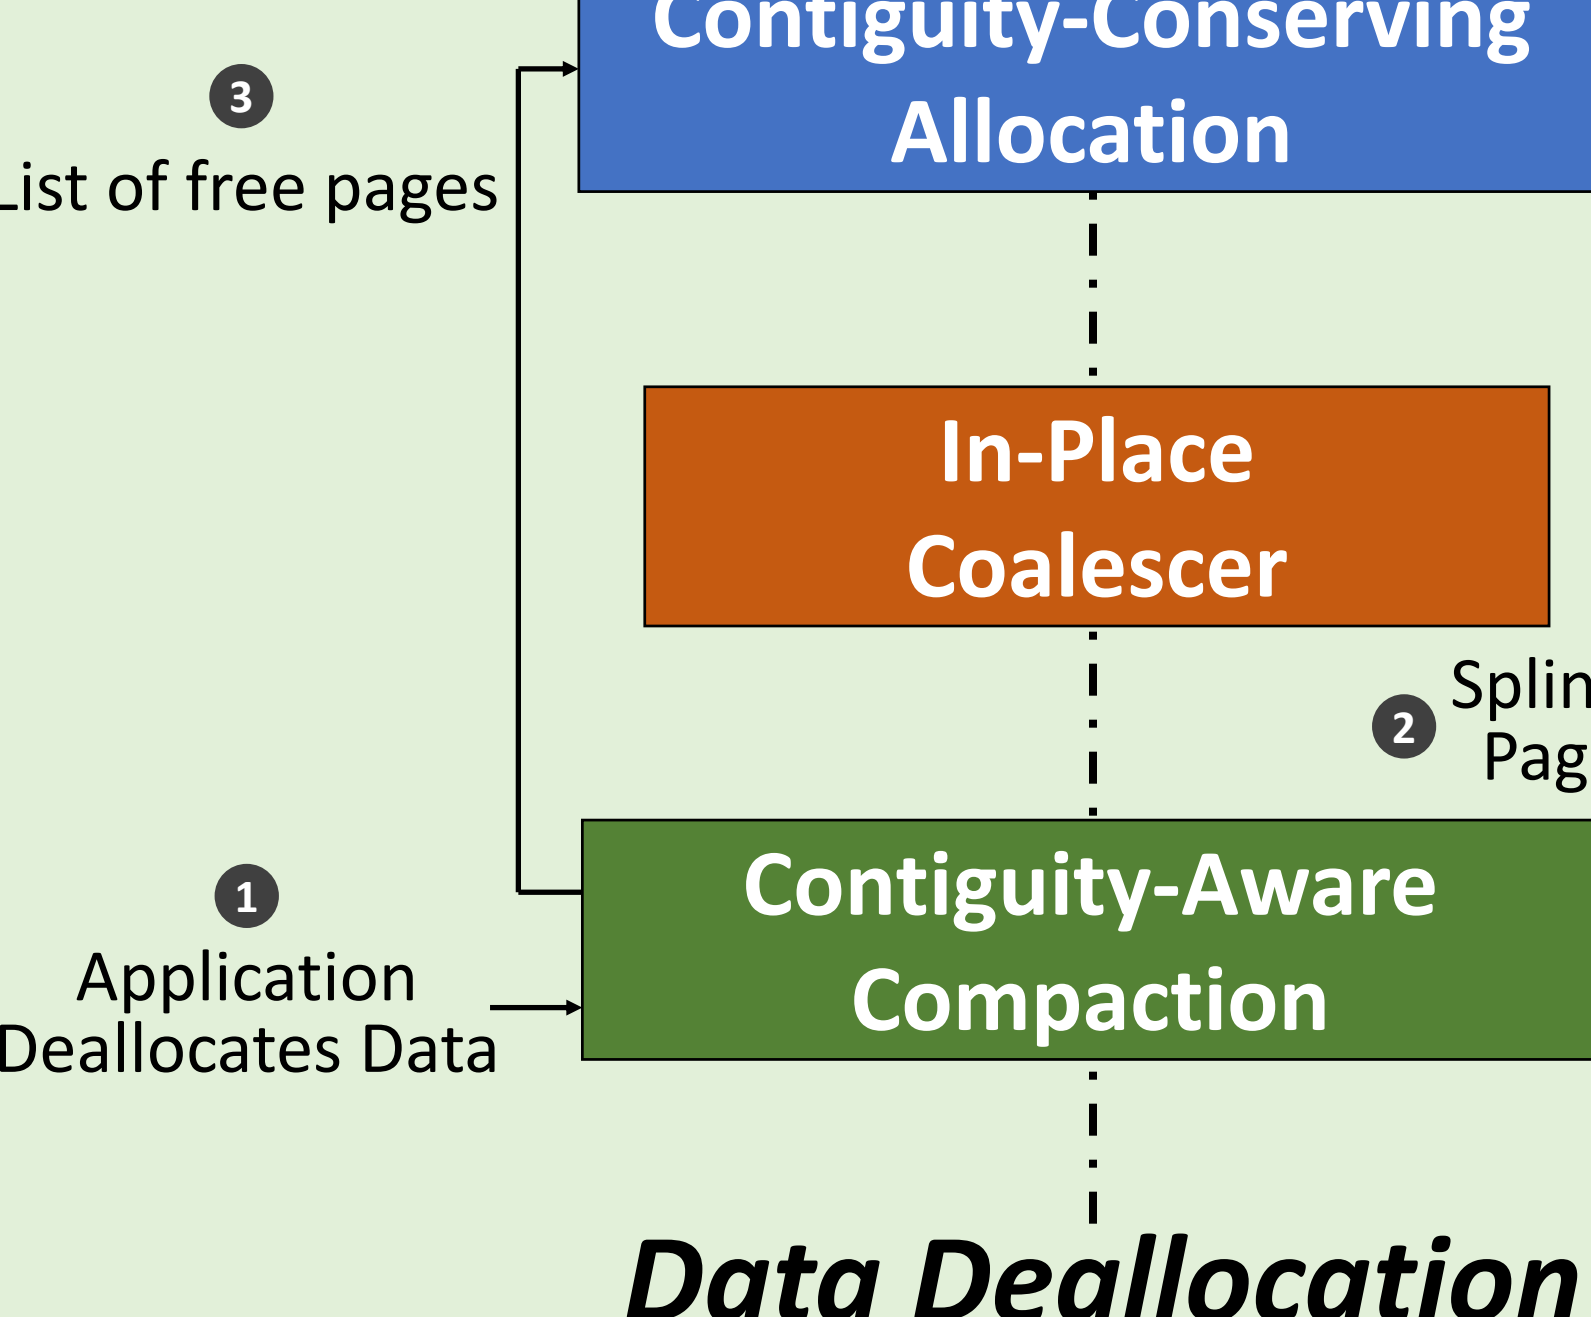 Contiguity-Conserving
Allocation
3
List of free pages
In-Place
Coalescer
2
Contiguity-Aware
Compaction
1
Application
Deallocates Data
Data Deallocation